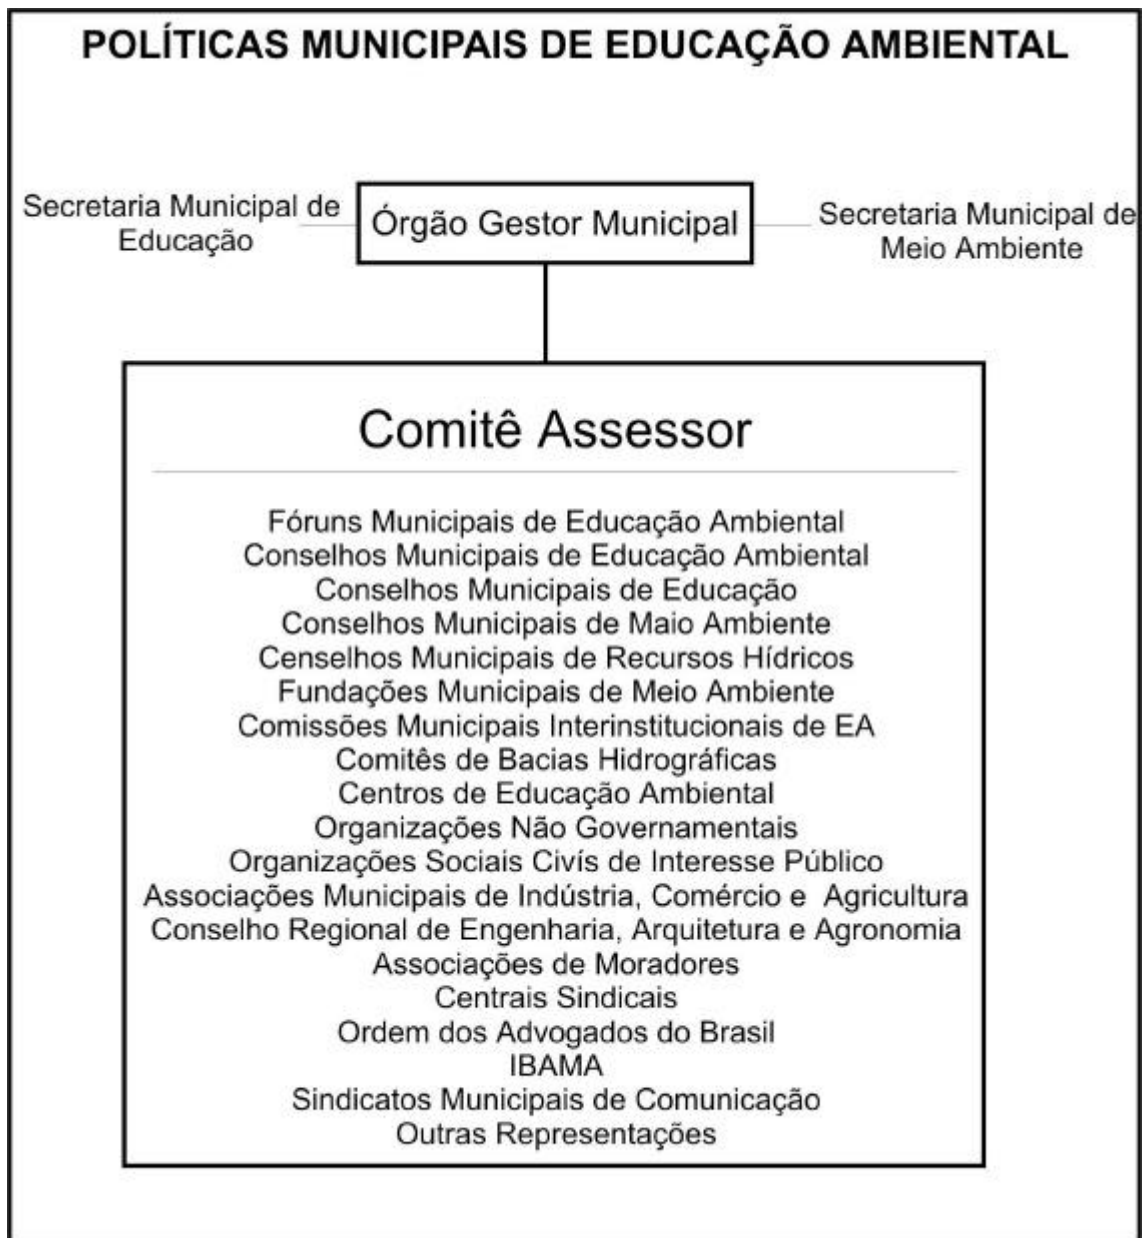 POLÍTICAS MUNICIPAIS DE EDUCAÇÃO AMBIENTAL
Secretaria Municipal de
Educação
Órgão Gestor Municipal
Secretaria Municipal de
Meio Ambiente
Comitê Assessor
Fóruns Municipais de Educação Ambiental
Conselhos Municipais de Educação Ambiental
Conselhos Municipais de Educação
Conselhos Municipais de Maio Ambiente
Censelhos Municipais de Recursos Hídricos
Fundações Municipais de Meio Ambiente
Comissões Municipais Interinstitucionais de EA
Comitês de Bacias Hidrográficas
Centros de Educação Ambiental
Organizações Não Governamentais
Organizações Sociais Civís de Interesse Público
Associações Municipais de Indústria, Comércio e Agricultura
Conselho Regional de Engenharia, Arquitetura e Agronomia
Associações de Moradores
Centrais Sindicais
Ordem dos Advogados do Brasil
IBAMA
Sindicatos Municipais de Comunicação
Outras Representações